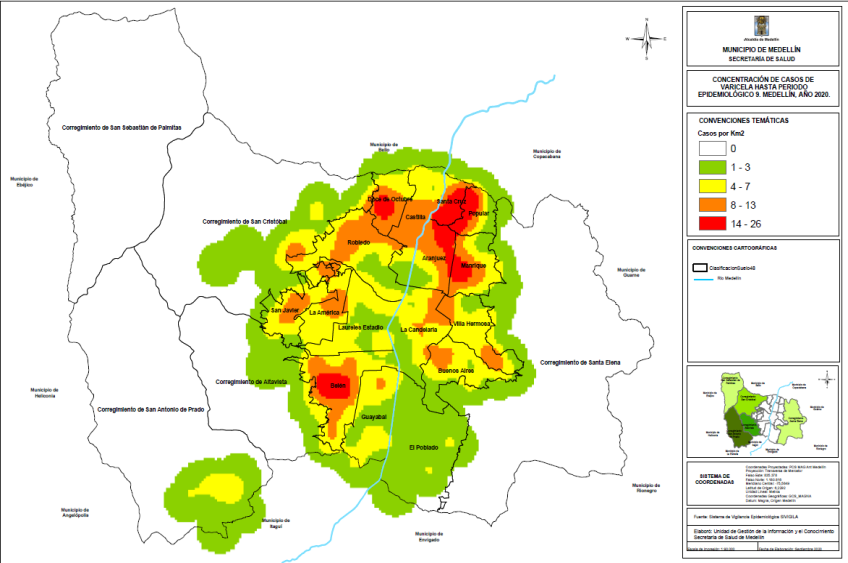 Alcaldía de Medellín
MUNICIPIO DE MEDELLÍN
SECRETARÍA DE SALUD
CONCENTRACIÓN DE CASOS DE
VARICELA HASTA PERIODO
EPIDEMIOLÓGICO 9. MEDELLÍN, AÑO 2020.
CONVENCIONES TEMÁTICAS
Casos por Km2
0
1 - 3
4 - 7
8 - 13
14 - 26
CONVENCIONES CARTOGRÁFICAS
Río Medellín
SISTEMA DE
COORDENADAS
Fuente: Sistema de Vigilancia Epidemiológica SIVIGILA
Elaboró: Unidad de Gestión de la Información y el Conocimiento
Secretaría de Salud de Medellín
N
W
E
S
Corregimiento de San Sebastián de Palmitas
Municipio de
Bello
Municipio de
Copacabana
Municipio de
Ebéjico
Corregimiento de San Cristóbal
Doce de Octubre
Santa Cruz
Popular
Castilla
Robledo
Aranjuez
Manrique
Municipio de
Guarne
San Javier
La América
Laureles Estadio
La Candelaria
Villa Hermosa
Buenos Aires
Corregimiento de Santa Elena
Corregimiento de Altavista
Belén
Municipio de
Heliconia
Corregimiento de San Antonio de Prado
Guayabal
El Poblado
Municipio de
Rionegro
Municipio de
Angelópolis
Municipio de
Itagüí
Municipio de
Envigado